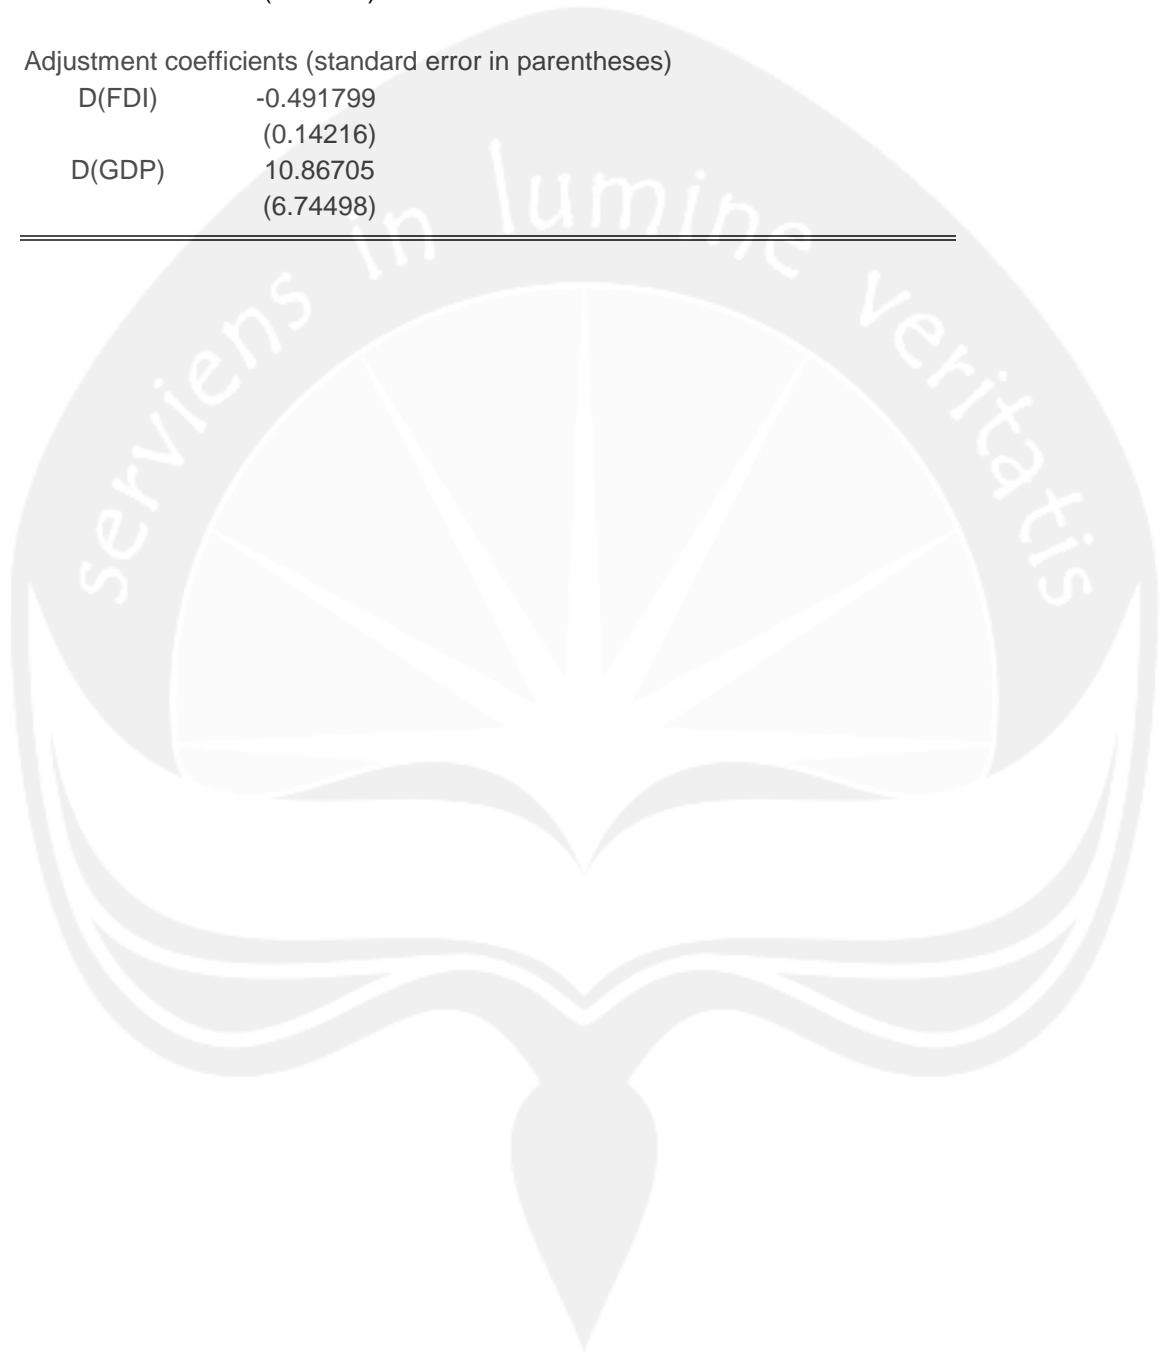 Adjustment coefficients (standard error in parentheses)
D(FDI) -0.491799
(0.14216)
D(GDP) 10.86705
(6.74498)
serviens in lumine veritatis